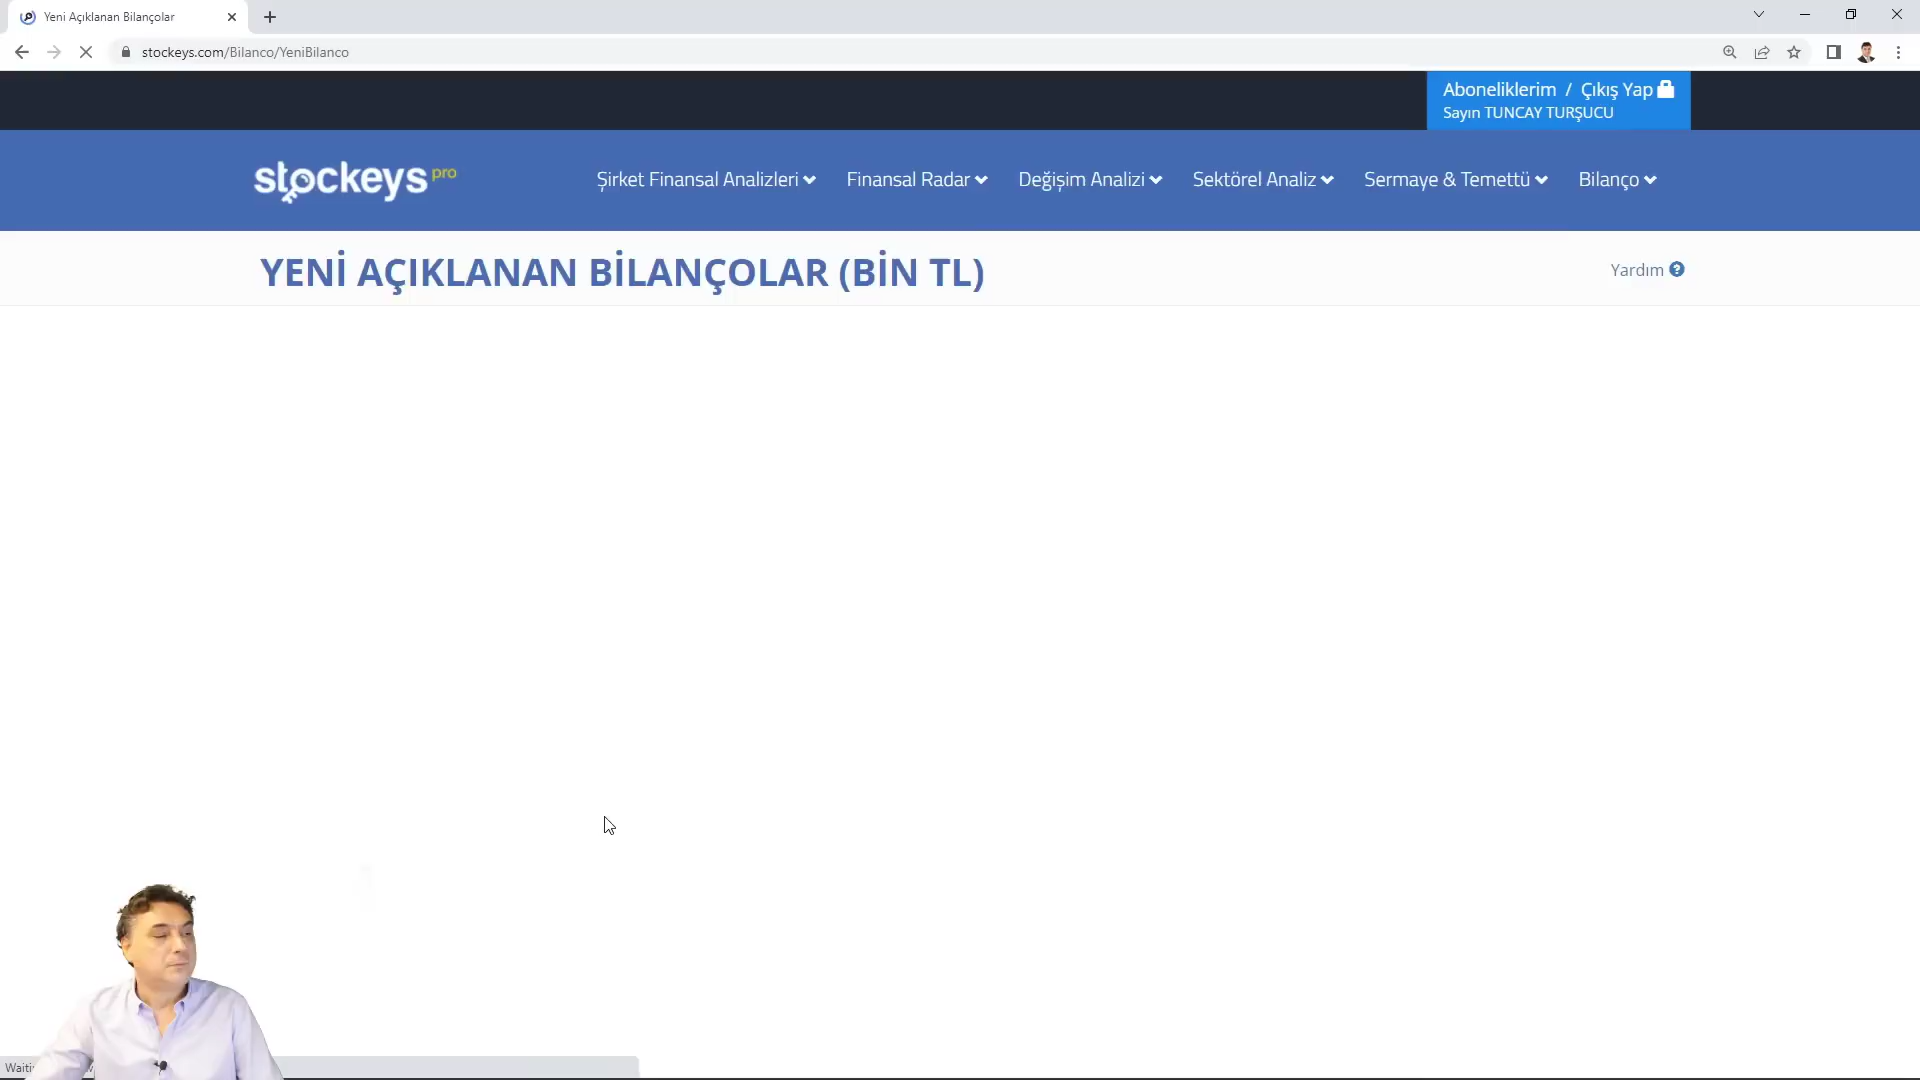 Yeni Açıklanan Bilançolar
stockeys.com/Bilanco/YeniBilanco
Aboneliklerim / Çıkış Yap
Sayın TUNCAY TURŞUCU
stockeys pro
Şirket Finansal Analizleri
Finansal Radar
Değişim Analizi
Sektörel Analiz
Sermaye & Temettü
Bilanço
YENİ AÇIKLANAN BİLANÇOLAR (BİN TL)
Yardım